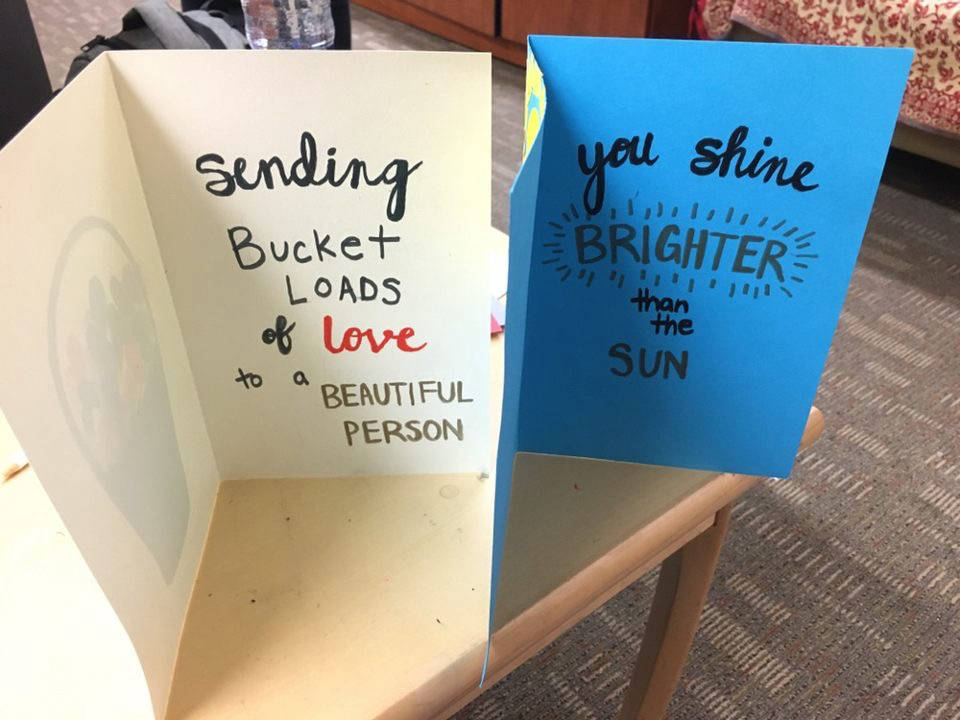 sending
Bucket
LOADS
of love
to a
BEAUTIFUL
PERSON
you shine
BRIGHTER
than
the
SUN